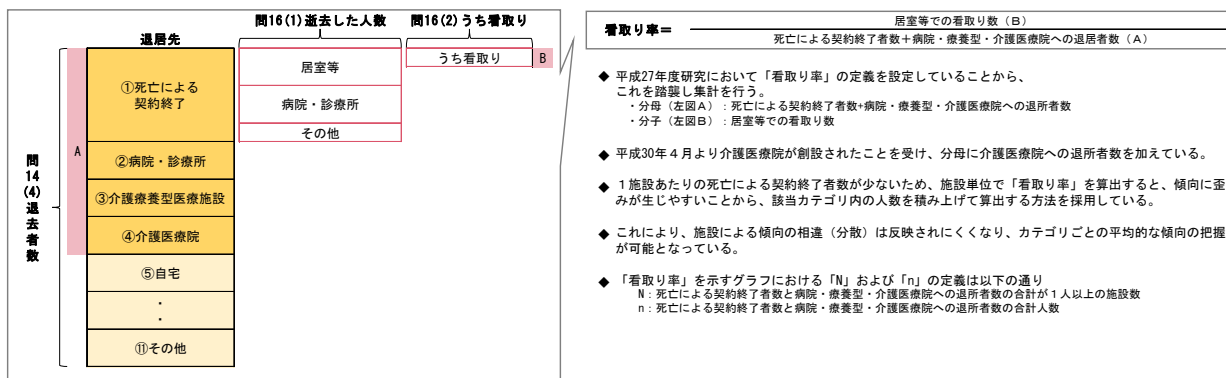 問16(1)逝去した人数
問16(2)うち看取り
退居先
①死亡による
契約終了
居室等
うち看取り
B
病院・診療所
その他
A
②病院・診療所
③介護療養型医療施設
④介護医療院
⑤自宅
・
・
⑪その他
問14(4)退去者数
看取り率＝
居室等での看取り数（B）
死亡による契約終了者数＋病院・療養型・介護医療院への退居者数（A）
◆ 平成27年度研究において「看取り率」の定義を設定していることから、
これを踏襲し集計を行う。
・分母（左図A）：死亡による契約終了者数+病院・療養型・介護医療院への退所者数
・分子（左図B）：居室等での看取り数
◆ 平成30年４月より介護医療院が創設されたことを受け、分母に介護医療院への退所者数を加えている。
◆ １施設あたりの死亡による契約終了者数が少ないため、施設単位で「看取り率」を算出すると、傾向に歪
みが生じやすいことから、該当カテゴリ内の人数を積み上げて算出する方法を採用している。
◆ これにより、施設による傾向の相違（分散）は反映されにくくなり、カテゴリごとの平均的な傾向の把握
が可能となっている。
◆ 「看取り率」を示すグラフにおける「N」および「n」の定義は以下の通り
N：死亡による契約終了者数と病院・療養型・介護医療院への退所者数の合計が１人以上の施設数
n：死亡による契約終了者数と病院・療養型・介護医療院への退所者数の合計人数